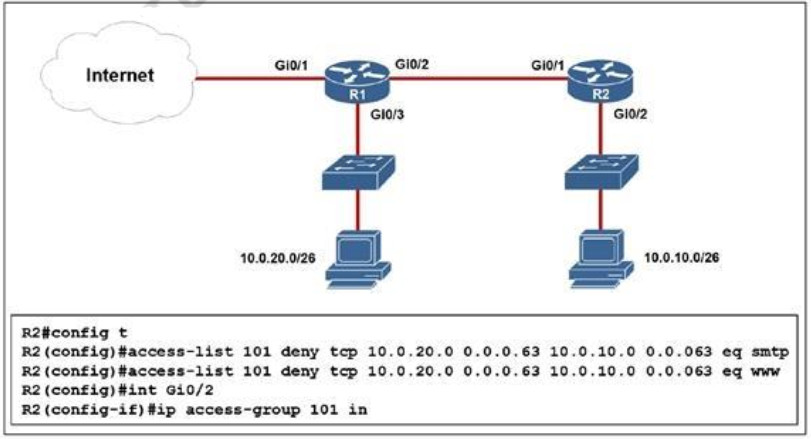 Internet
Gi0/1
Gi0/2
Gi0/1
R1
R2
GI0/3
GI0/2
10.0.20.0/26
10.0.10.0/26
R2#config t
R2(config)#access-list 101 deny tcp 10.0.20.0 0.0.0.63 10.0.10.0 0.0.063 eq smtp
R2(config)#access-list 101 deny tcp 10.0.20.0 0.0.0.63 10.0.10.0 0.0.063 eq www
R2(config)#int Gi0/2
R2(config-if)#ip access-group 101 in